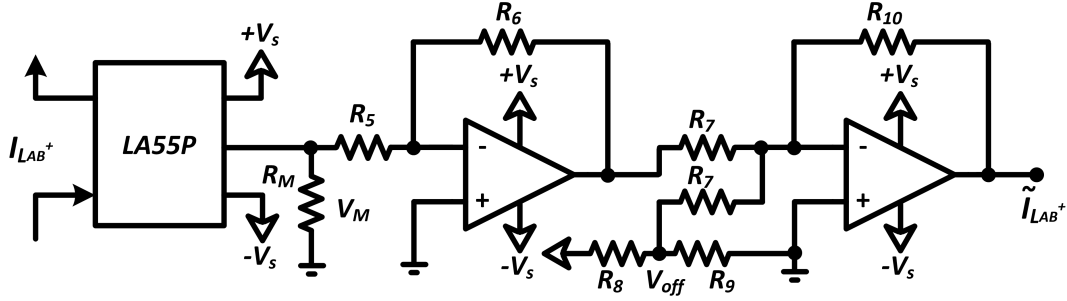 R6
R10
+Vs
+Vs
+Vs
ILAB+
LA55P
R5
R7
-
-
RM
VM
R7
+
+
ĨLAB+
-Vs
-Vs
-Vs
R8
Voff
R9